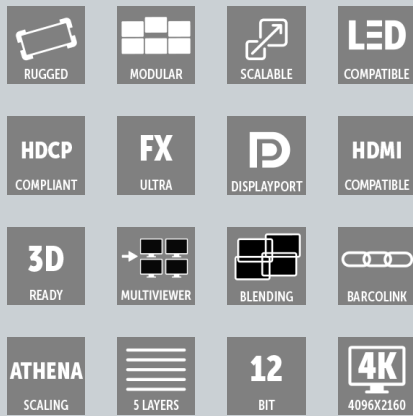 RUGGED
MODULAR
SCALABLE
LED
COMPATIBLE
HDCP
COMPLIANT
FX
ULTRA
DISPLAYPORT
HDMI
COMPATIBLE
3D
READY
MULTIVIEWER
BLENDING
BARCOLINK
ATHENA
SCALING
5 LAYERS
12
BIT
4K
4096X2160